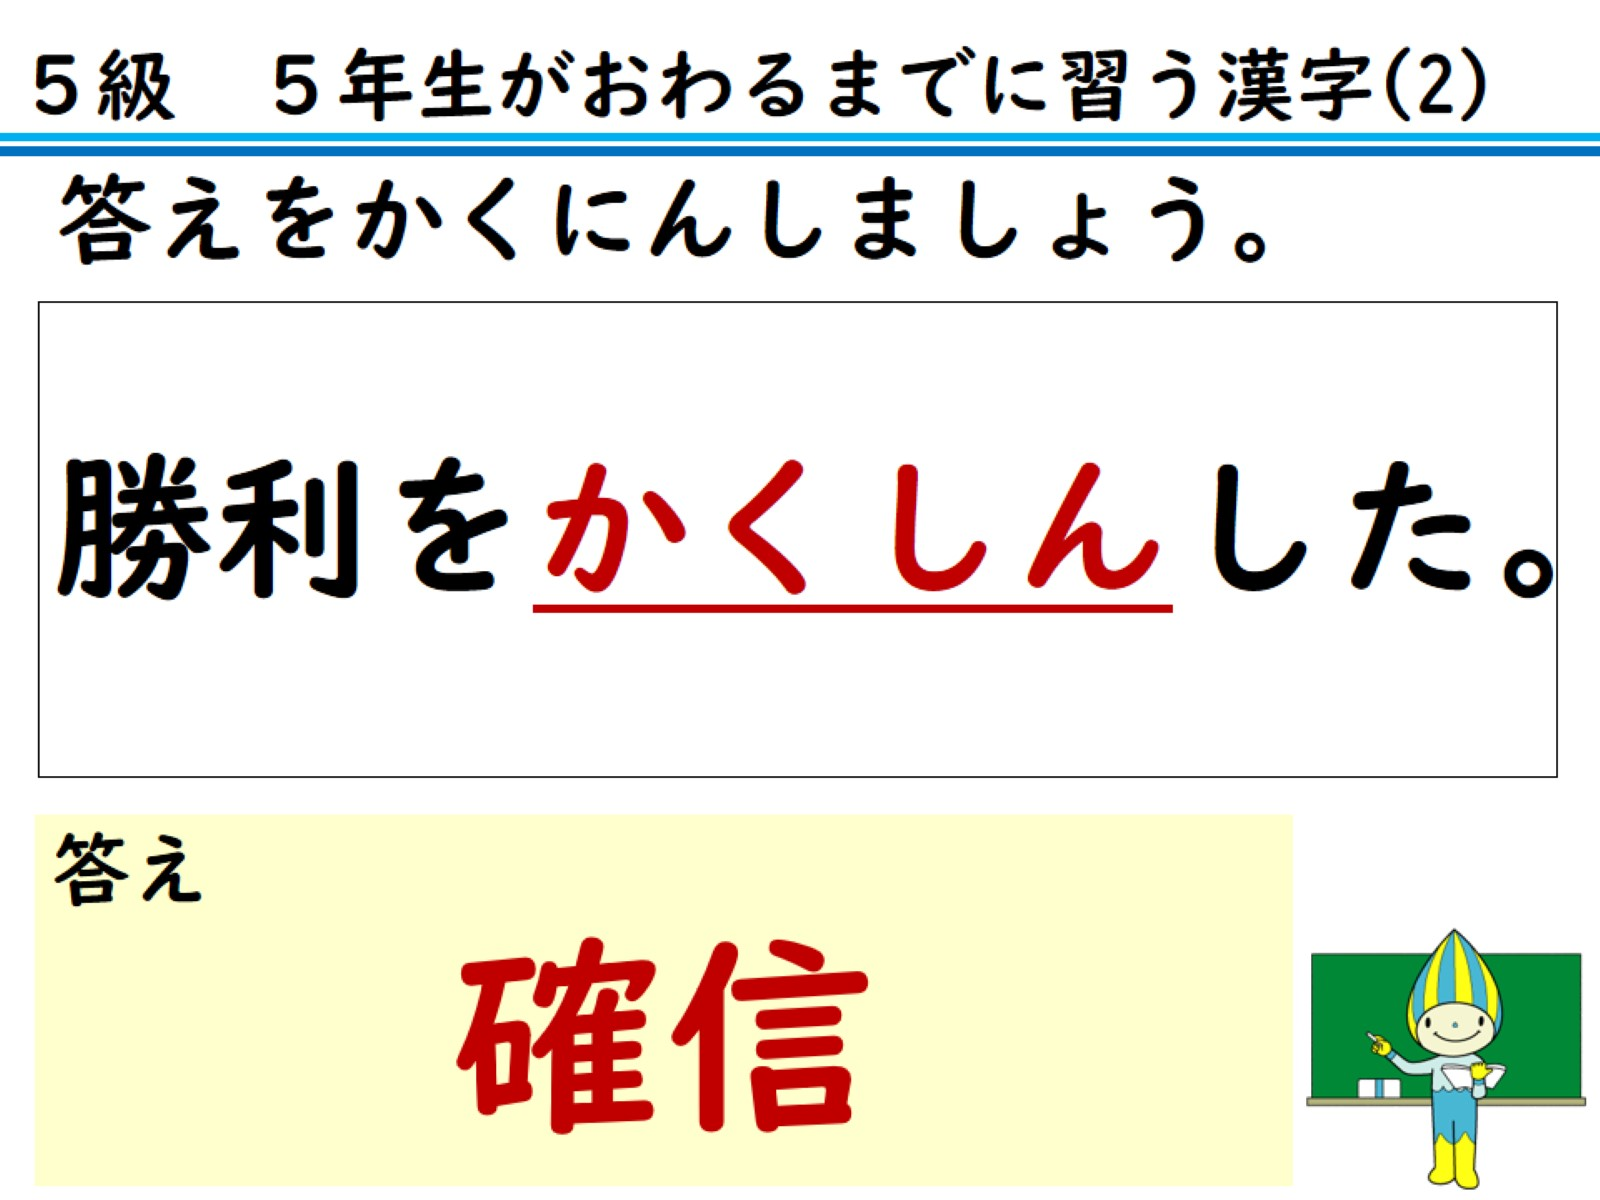 ５級　５年生がおわるまでに習う漢字(2)
答えをかくにんしましょう。
勝利をかくしんした。
答え
確信